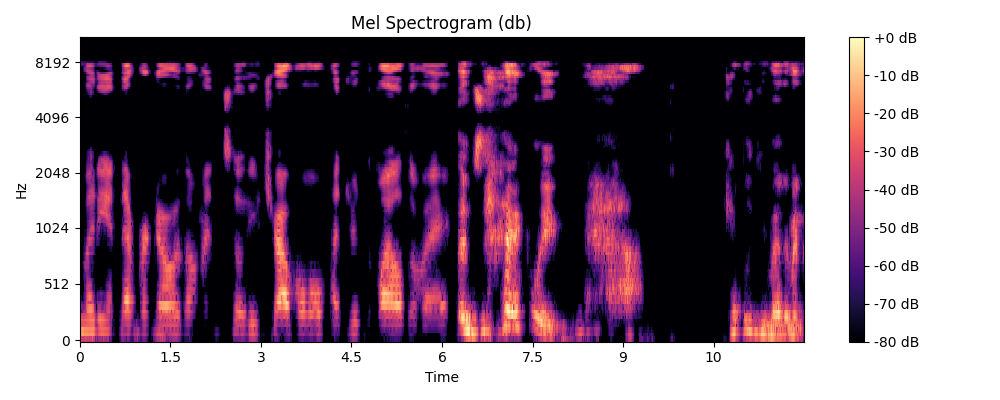 Mel Spectrogram (db)
8192
4096
2048
1024
512
0
Hz
0 1.5 3 4.5 6 7.5 9 10
Time
+0 dB
-10 dB
-20 dB
-30 dB
-40 dB
-50 dB
-60 dB
-70 dB
-80 dB